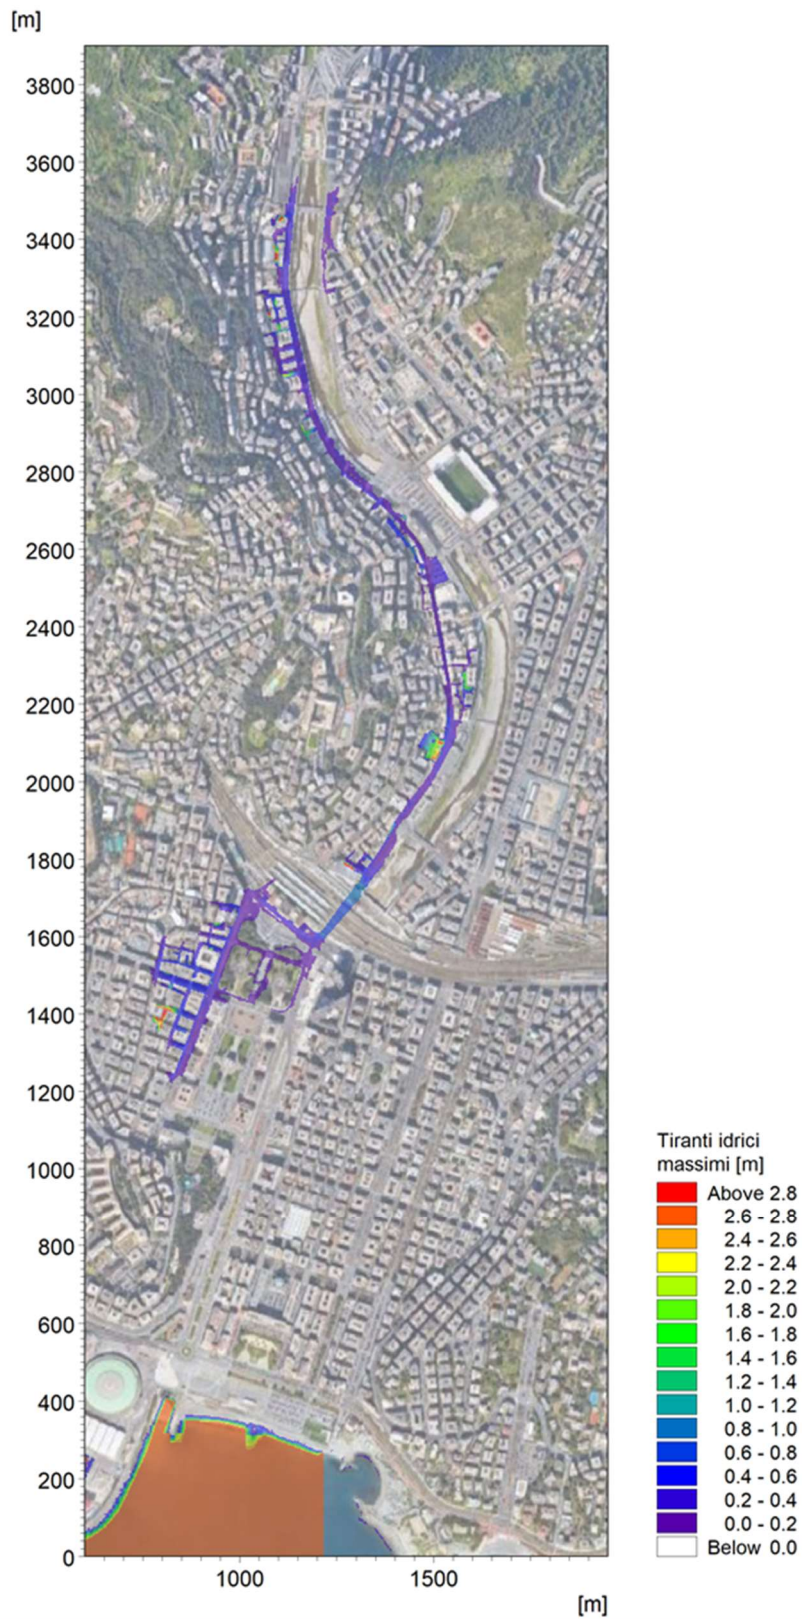 [m]
3800
3600
3400
3200
3000
2800
2600
2400
2200
2000
1800
1600
1400
1200
1000
800
600
400
200
0
1000 1500
[m]
Tiranti idrici
massimi [m]
Above 2.8
2.6 - 2.8
2.4 - 2.6
2.2 - 2.4
2.0 - 2.2
1.8 - 2.0
1.6 - 1.8
1.4 - 1.6
1.2 - 1.4
1.0 - 1.2
0.8 - 1.0
0.6 - 0.8
0.4 - 0.6
0.2 - 0.4
0.0 - 0.2
Below 0.0